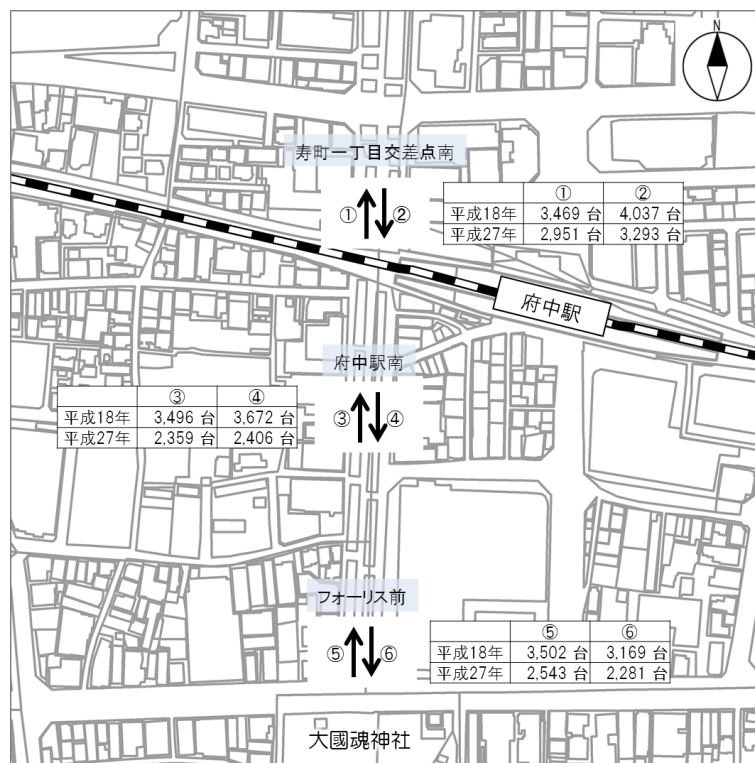 N
寿町一丁目交差点南
① ②
① ②
平成18年 3,469 台 4,037 台
平成27年 2,951 台 3,293 台
府中駅
府中駅南
③ ④
平成18年 3,496 台 3,672 台
平成27年 2,359 台 2,406 台
③ ④
フォーリス前
⑤ ⑥
⑤ ⑥
平成18年 3,502 台 3,169 台
平成27年 2,543 台 2,281 台
大國魂神社